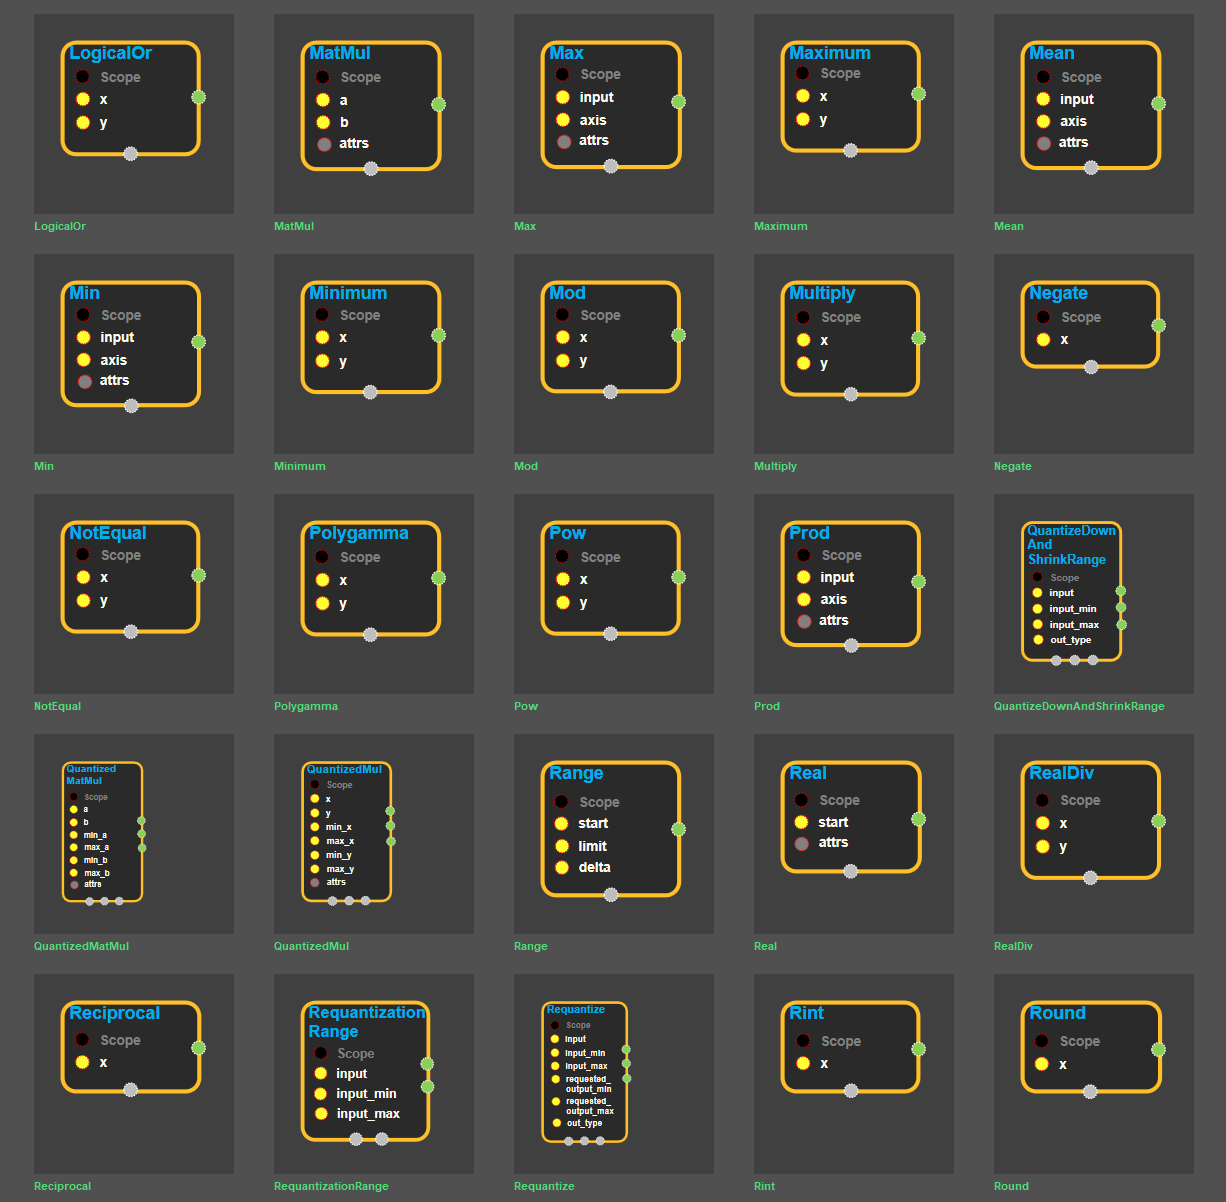 LogicalOr
Scope
x
y
LogicalOr
MatMul
Scope
a
b
attrs
MatMul
Max
Scope
input
axis
attrs
Max
Maximum
Scope
x
y
Maximum
Mean
Scope
input
axis
attrs
Mean
Min
Scope
input
axis
attrs
Min
Minimum
Scope
x
y
Minimum
Mod
Scope
x
y
Mod
Multiply
Scope
x
y
Multiply
Negate
Scope
x
Negate
NotEqual
Scope
x
y
NotEqual
Polygamma
Scope
x
y
Polygamma
Pow
Scope
x
y
Pow
Prod
Scope
input
axis
attrs
Prod
QuantizeDown
And
ShrinkRange
Scope
input
input_min
input_max
out_type
QuantizeDownAndShrinkRange
Quantized
MatMul
Scope
a
b
min_a
max_a
min_b
max_b
attrs
QuantizedMatMul
QuantizedMul
Scope
x
y
min_x
max_x
min_y
max_y
attrs
QuantizedMul
Range
Scope
start
limit
delta
Range
Real
Scope
start
attrs
Real
RealDiv
Scope
x
y
RealDiv
Reciprocal
Scope
x
Reciprocal
Requantization
Range
Scope
input
input_min
input_max
RequantizationRange
Requantize
Scope
input
input_min
input_max
requested_
output_min
requested_
output_max
out_type
Requantize
Rint
Scope
x
Rint
Round
Scope
x
Round